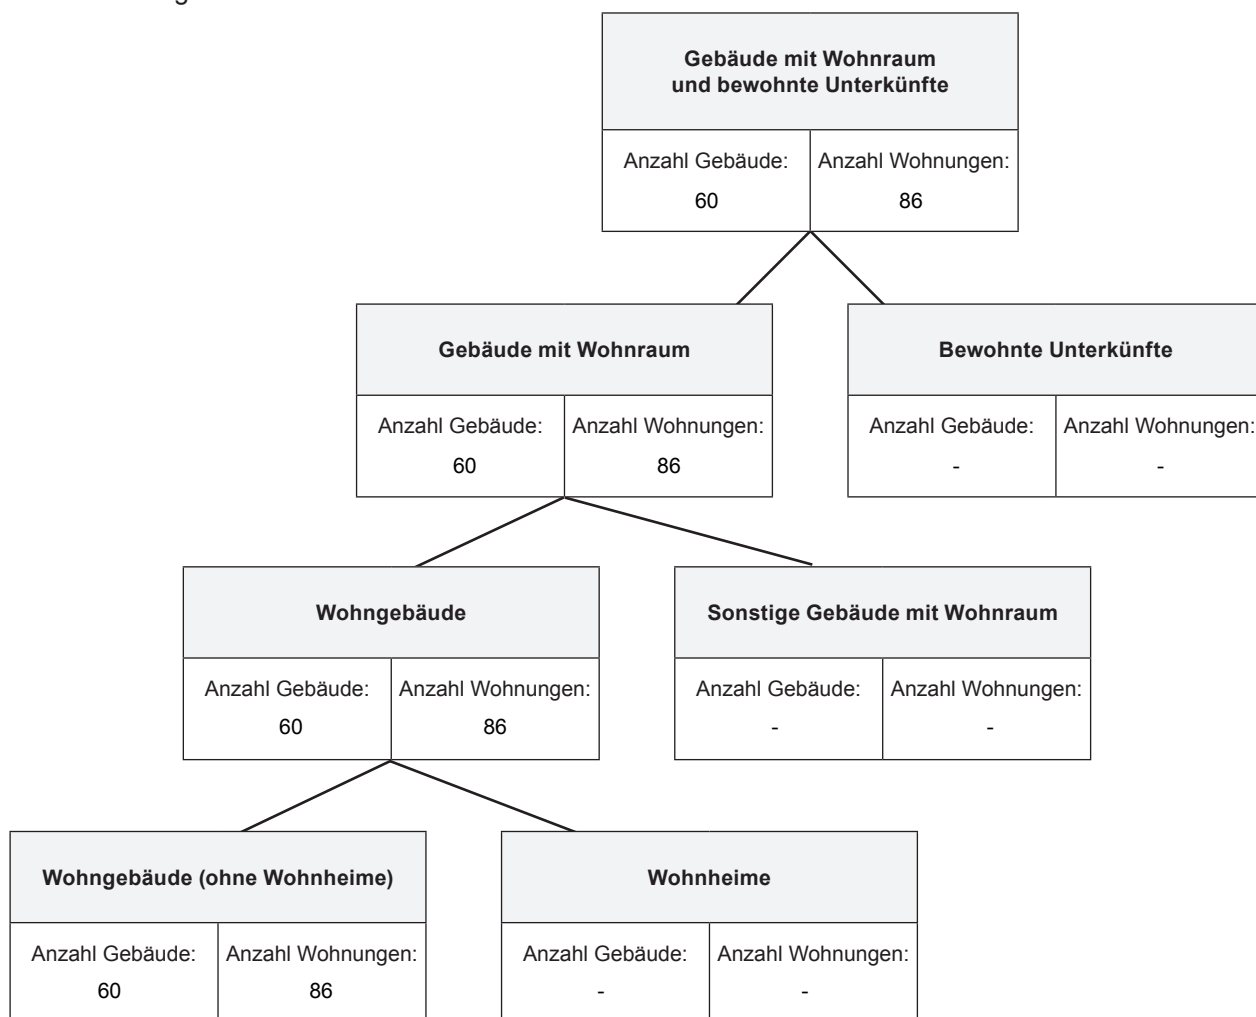 Gebäude mit Wohnraum
und bewohnte Unterkünfte
Anzahl Gebäude: Anzahl Wohnungen:
60 86
Gebäude mit Wohnraum Bewohnte Unterkünfte
Anzahl Gebäude: Anzahl Wohnungen: Anzahl Gebäude: Anzahl Wohnungen:
60 86 - -
Wohngebäude Sonstige Gebäude mit Wohnraum
Anzahl Gebäude: Anzahl Wohnungen: Anzahl Gebäude: Anzahl Wohnungen:
60 86 - -
Wohngebäude (ohne Wohnheime) Wohnheime
Anzahl Gebäude: Anzahl Wohnungen: Anzahl Gebäude: Anzahl Wohnungen:
60 86 - -